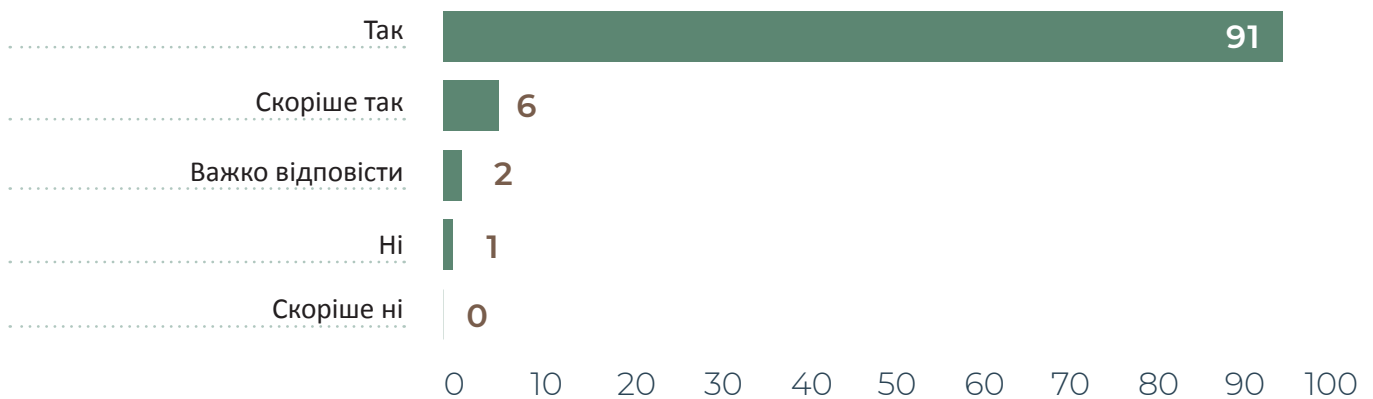 Так 91
Скоріше так 6
Важко відповісти 2
Ні 1
Скоріше ні 0
0 10 20 30 40 50 60 70 80 90 100